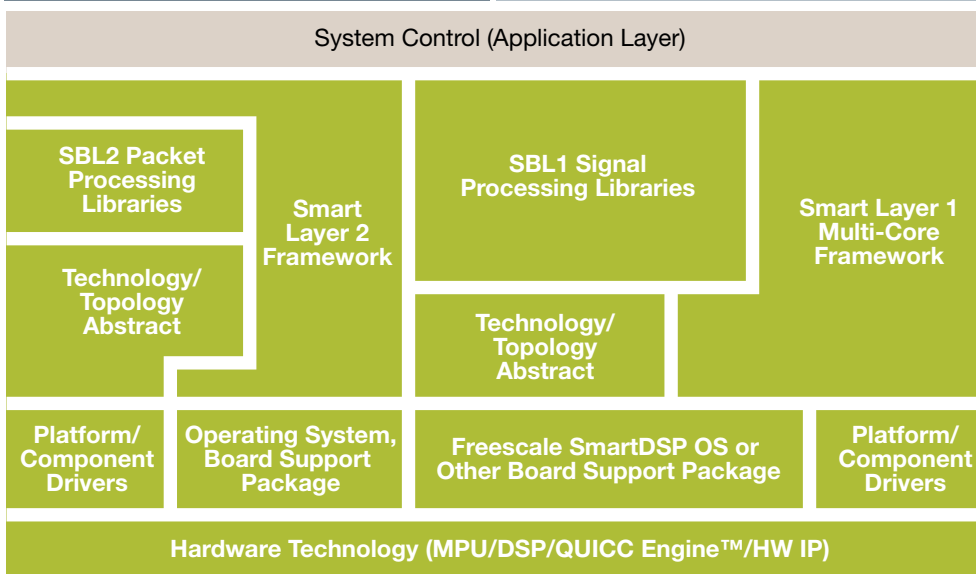 System Control (Application Layer)
SBL2 Packet
Processing
Libraries
Smart
Layer 2
Framework
Technology/
Topology
Abstract
SBL1 Signal
Processing Libraries
Smart Layer 1
Multi-Core
Framework
Technology/
Topology
Abstract
Platform/
Component
Drivers
Operating System,
Board Support
Package
Freescale SmartDSP OS or
Other Board Support Package
Platform/
Component
Drivers
Hardware Technology (MPU/DSP/QUICC Engine™/HW IP)